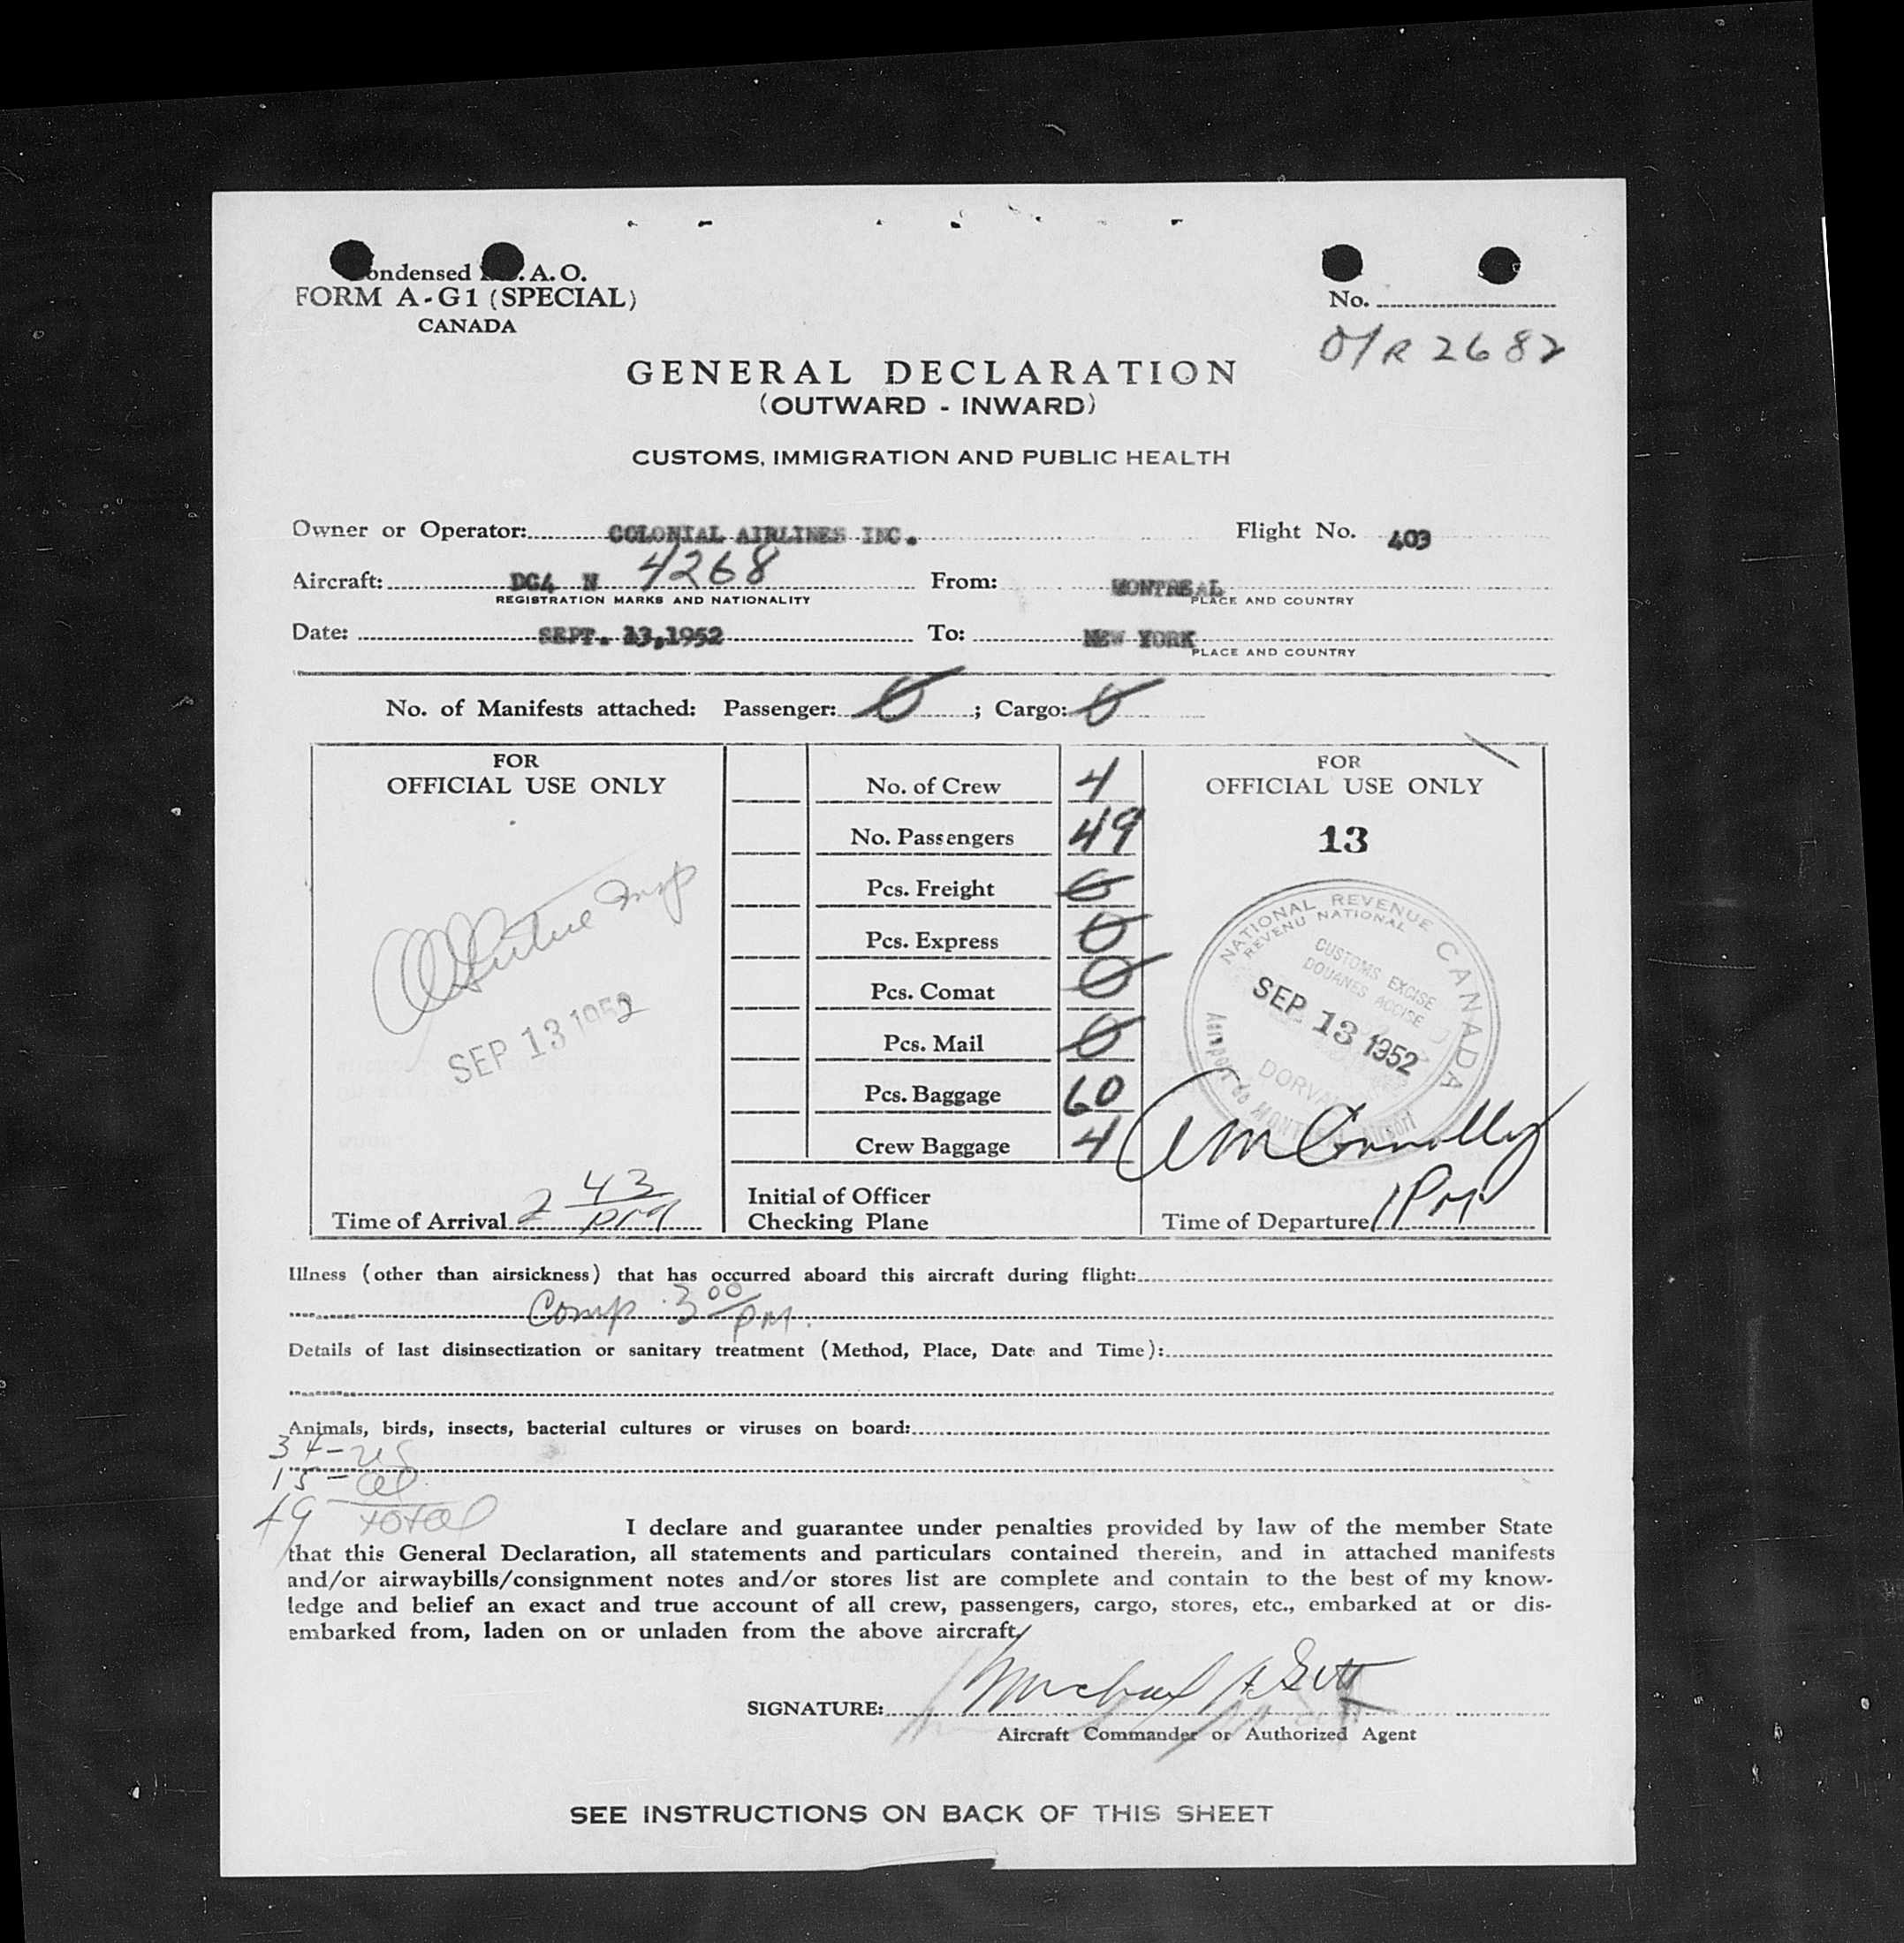 Condensed I.C.A.O.
FORM A-G1 (SPECIAL)
CANADA
No.
O/R 2682
GENERAL DECLARATION
(OUTWARD - INWARD)
CUSTOMS, IMMIGRATION AND PUBLIC HEALTH
Owner or Operator: COLONIAL AIRLINES INC. Flight No. 403
Aircraft: DC4 N 4268 From: MONTREAL
REGISTRATION MARKS AND NATIONALITY PLACE AND COUNTRY
Date: SEPT. 13,1952 To: NEW YORK
PLACE AND COUNTRY
No. of Manifests attached: Passenger: 0 ; Cargo: 0
FOR
OFFICIAL USE ONLY
SEP 13 1952
Time of Arrival 2 43 PM
No. of Crew 4
No. Passengers 49
Pcs. Freight 0
Pcs. Express 0
Pcs. Comat 0
Pcs. Mail 0
Pcs. Baggage 60
Crew Baggage 4
Initial of Officer
Checking Plane
FOR
OFFICIAL USE ONLY
13
NATIONAL REVENUE CANADA
REVENU NATIONAL
CUSTOMS EXCISE
DOUANES ACCISE
SEP 13 1952
DORVAL
Aeroport de MONTREAL Airport
AM Connolly
Time of Departure 1 PM
Illness (other than airsickness) that has occurred aboard this aircraft during flight:
Comp 3 00 PM.
Details of last disinsectization or sanitary treatment (Method, Place, Date and Time):
Animals, birds, insects, bacterial cultures or viruses on board:
34 - US
15 - al
49 total
I declare and guarantee under penalties provided by law of the member State
that this General Declaration, all statements and particulars contained therein, and in attached manifests
and/or airwaybills/consignment notes and/or stores list are complete and contain to the best of my know-
ledge and belief an exact and true account of all crew, passengers, cargo, stores, etc., embarked at or dis-
embarked from, laden on or unladen from the above aircraft.
SIGNATURE: Michael A.
Aircraft Commander or Authorized Agent
SEE INSTRUCTIONS ON BACK OF THIS SHEET